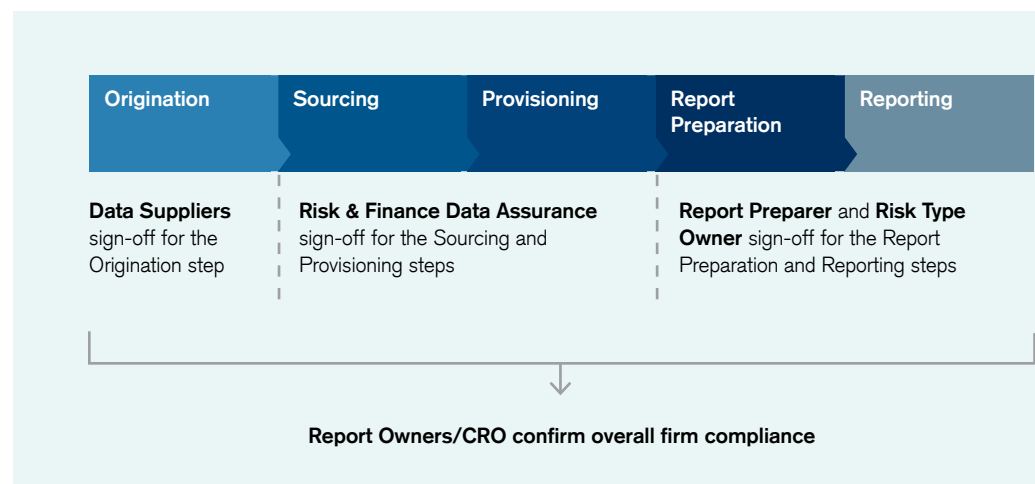 Origination
Sourcing
Provisioning
Report
Preparation
Reporting
Data Suppliers
sign-off for the
Origination step
Risk & Finance Data Assurance
sign-off for the Sourcing and
Provisioning steps
Report Preparer and Risk Type
Owner sign-off for the Report
Preparation and Reporting steps
Report Owners/CRO confirm overall firm compliance